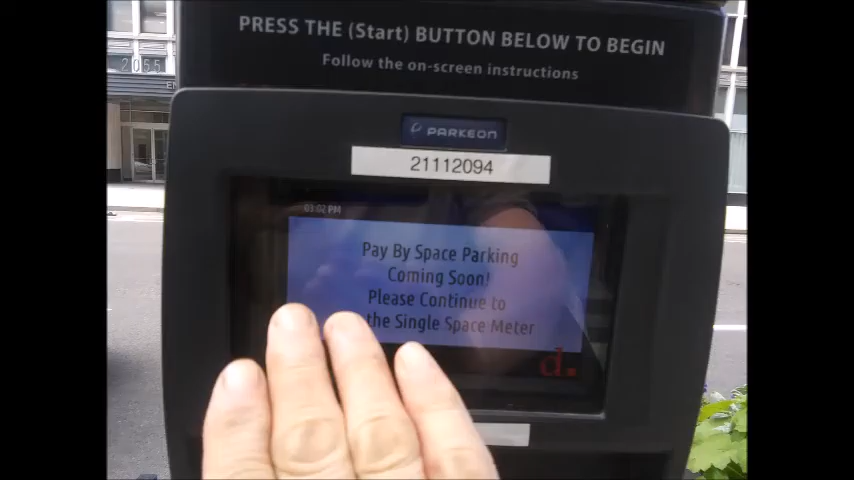 PRESS THE (Start) BUTTON BELOW TO BEGIN
Follow the on-screen instructions
2055
PARKEON
21112094
03:02 PM
Pay By Space Parking
Coming Soon!
Please Continue to
the Single Space Meter
d.